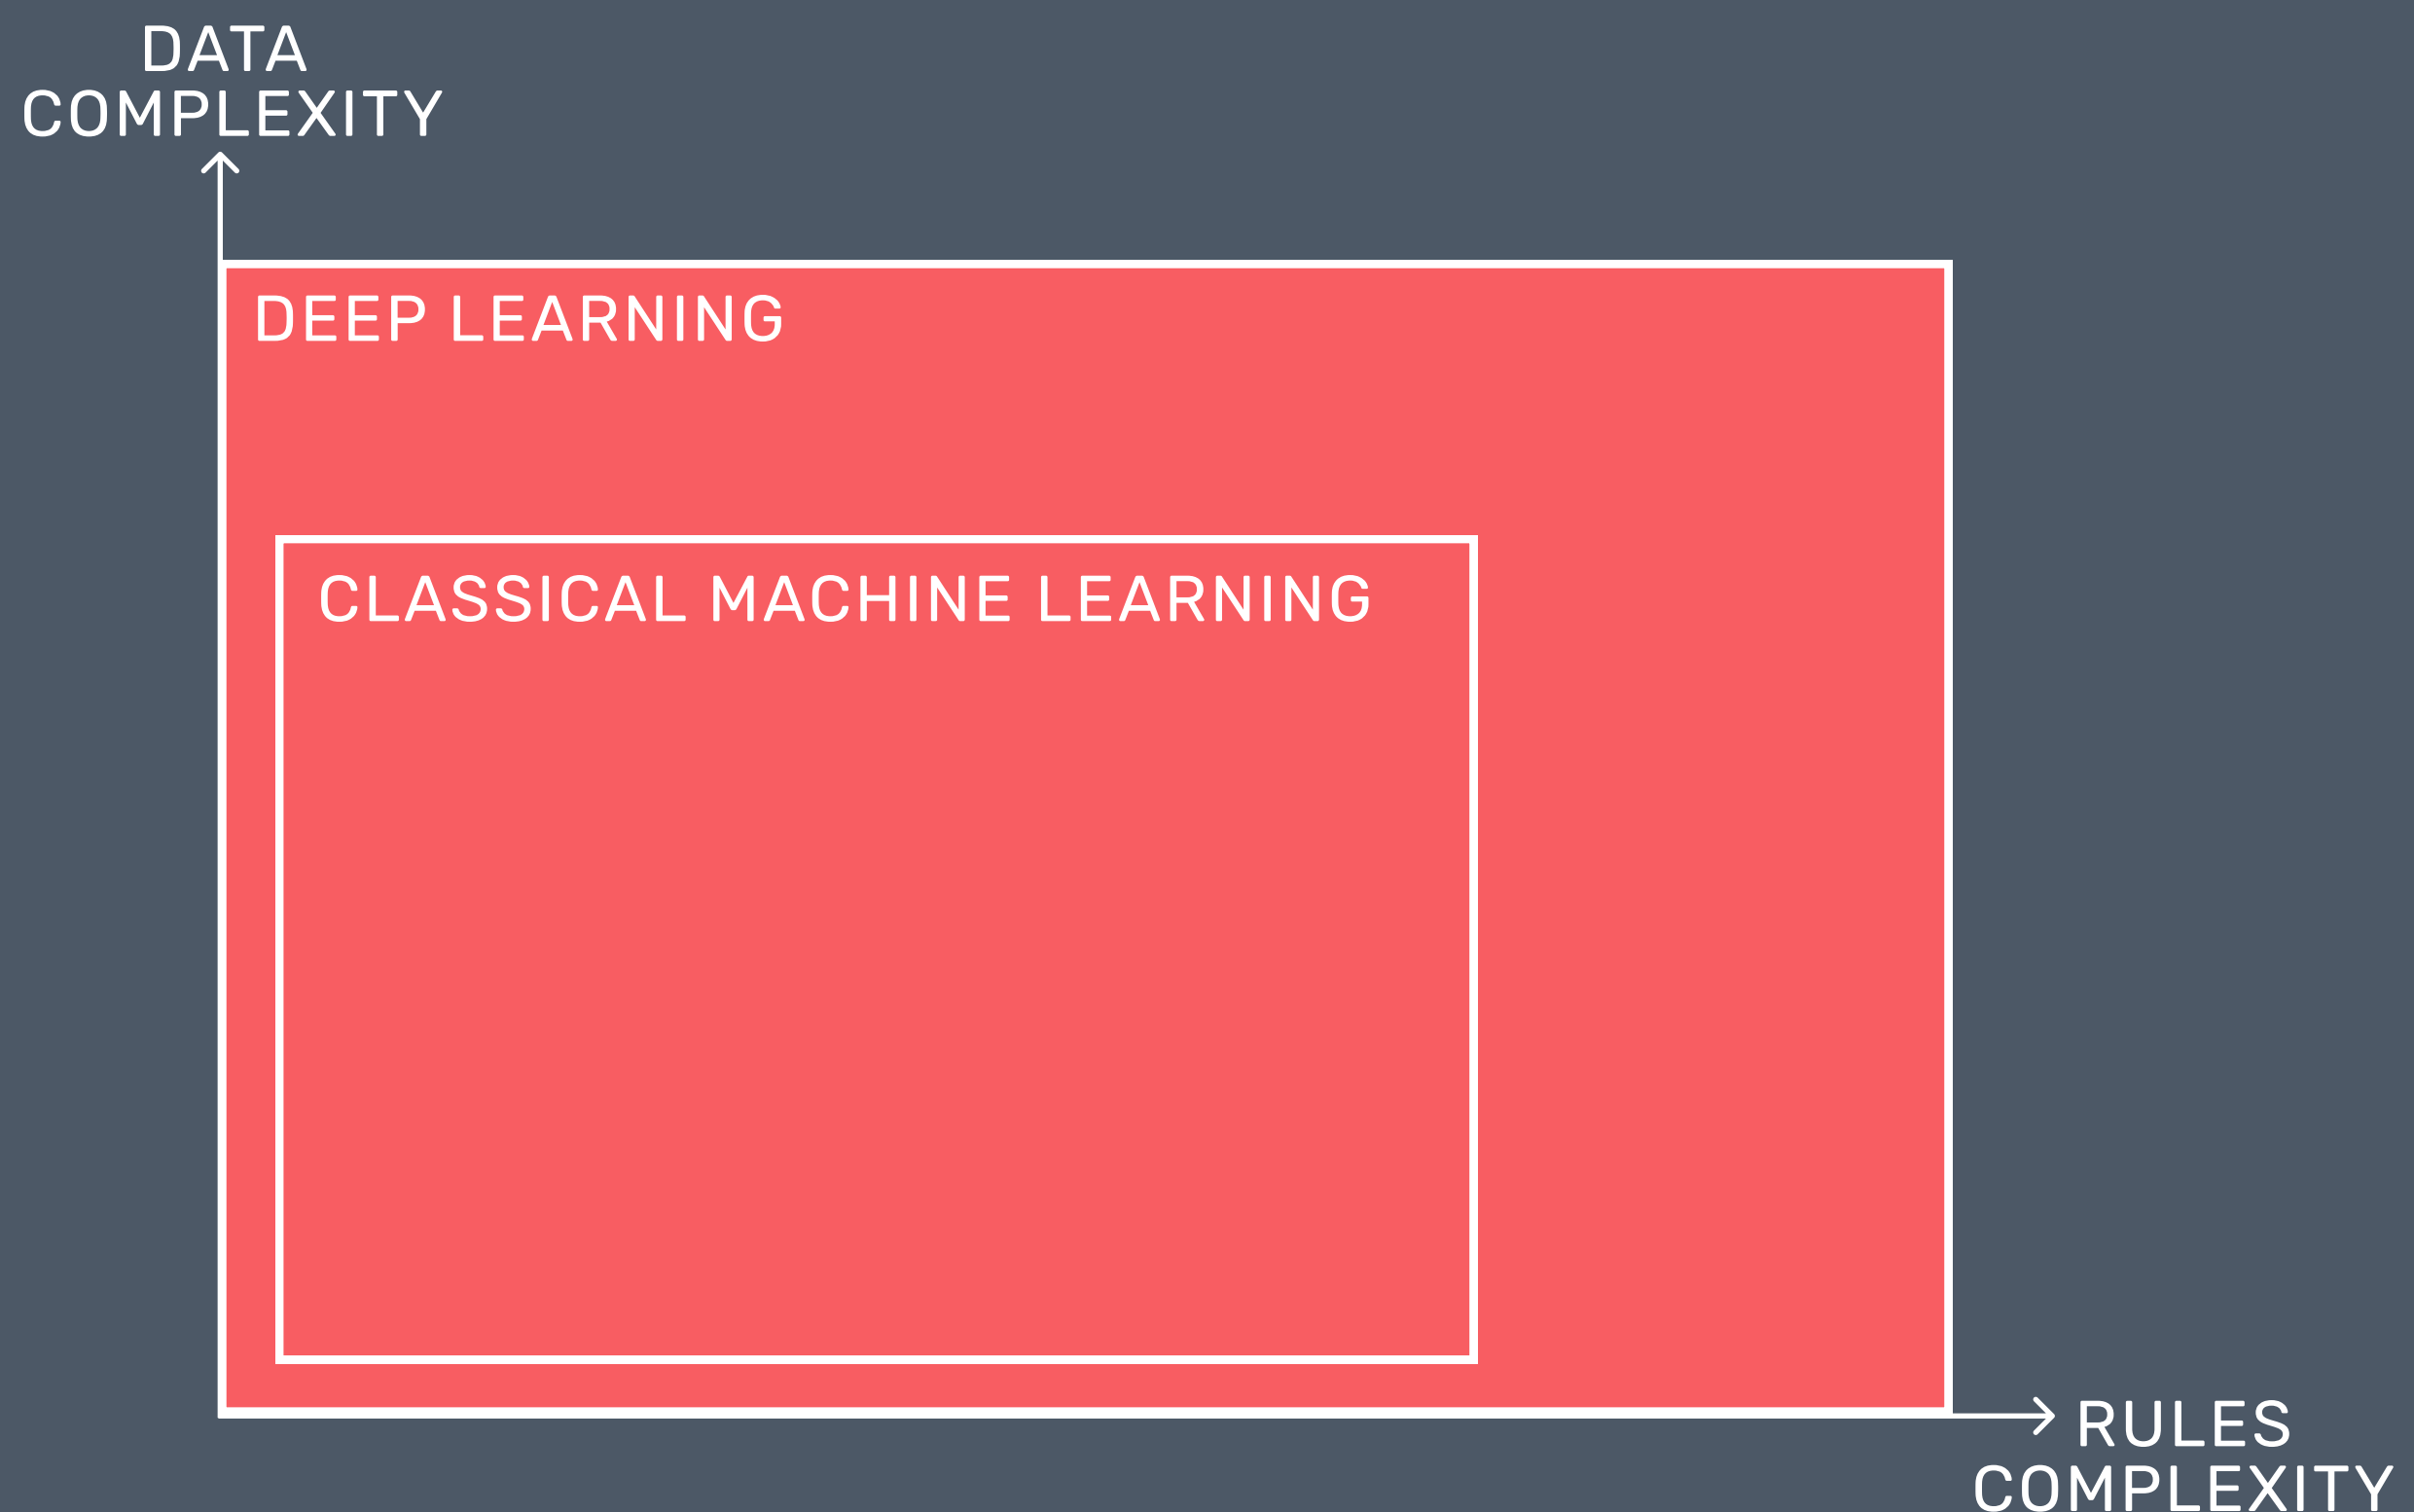 DATA
COMPLEXITY
DEEP LEARNING
CLASSICAL MACHINE LEARNING
RULES
COMPLEXITY